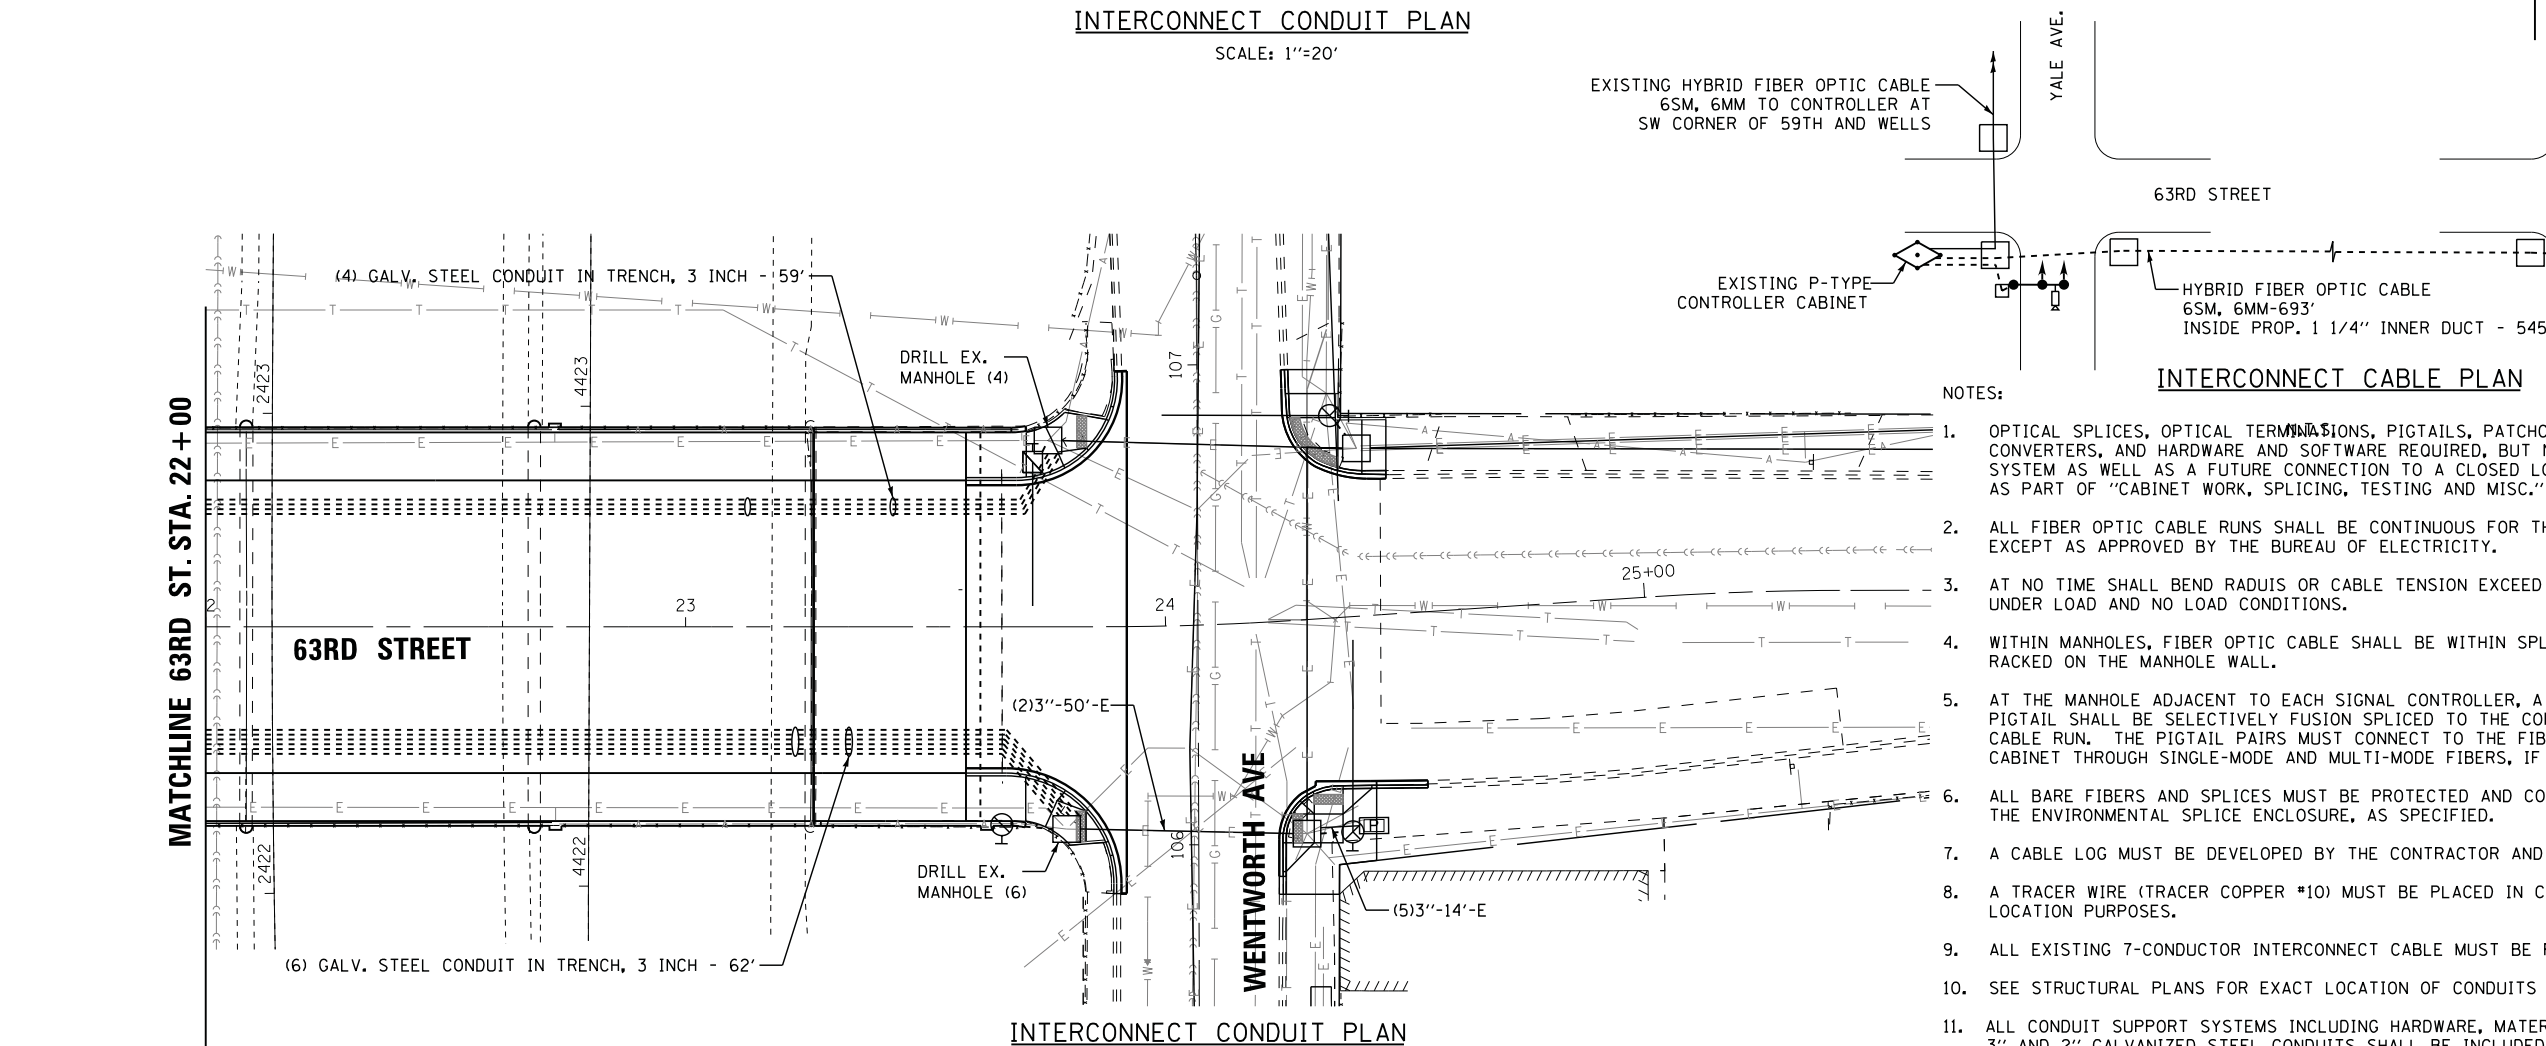 INTERCONNECT CONDUIT PLAN
SCALE: 1"=20'
YALE AVE.
EXISTING HYBRID FIBER OPTIC CABLE
6SM, 6MM TO CONTROLLER AT
SW CORNER OF 59TH AND WELLS
63RD STREET
EXISTING P-TYPE
CONTROLLER CABINET
HYBRID FIBER OPTIC CABLE
6SM, 6MM-693'
INSIDE PROP. 1 1/4" INNER DUCT - 545
INTERCONNECT CABLE PLAN
N.T.S.
(4) GALV. STEEL CONDUIT IN TRENCH, 3 INCH - 59'
DRILL EX.
MANHOLE (4)
2423
4423
107
MATCHLINE 63RD ST. STA. 22+00
2
23
24
25+00
63RD STREET
(2)3"-50'-E
WENTWORTH AVE
106
2422
4422
DRILL EX.
MANHOLE (6)
(5)3"-14'-E
(6) GALV. STEEL CONDUIT IN TRENCH, 3 INCH - 62'
INTERCONNECT CONDUIT PLAN
NOTES:
1. OPTICAL SPLICES, OPTICAL TERMINATIONS, PIGTAILS, PATCHC
CONVERTERS, AND HARDWARE AND SOFTWARE REQUIRED, BUT N
SYSTEM AS WELL AS A FUTURE CONNECTION TO A CLOSED LO
AS PART OF "CABINET WORK, SPLICING, TESTING AND MISC."
2. ALL FIBER OPTIC CABLE RUNS SHALL BE CONTINUOUS FOR TH
EXCEPT AS APPROVED BY THE BUREAU OF ELECTRICITY.
3. AT NO TIME SHALL BEND RADUIS OR CABLE TENSION EXCEED
UNDER LOAD AND NO LOAD CONDITIONS.
4. WITHIN MANHOLES, FIBER OPTIC CABLE SHALL BE WITHIN SPL
RACKED ON THE MANHOLE WALL.
5. AT THE MANHOLE ADJACENT TO EACH SIGNAL CONTROLLER, A
PIGTAIL SHALL BE SELECTIVELY FUSION SPLICED TO THE CO
CABLE RUN. THE PIGTAIL PAIRS MUST CONNECT TO THE FIB
CABINET THROUGH SINGLE-MODE AND MULTI-MODE FIBERS, IF
6. ALL BARE FIBERS AND SPLICES MUST BE PROTECTED AND CO
THE ENVIRONMENTAL SPLICE ENCLOSURE, AS SPECIFIED.
7. A CABLE LOG MUST BE DEVELOPED BY THE CONTRACTOR AND
8. A TRACER WIRE (TRACER COPPER #10) MUST BE PLACED IN C
LOCATION PURPOSES.
9. ALL EXISTING 7-CONDUCTOR INTERCONNECT CABLE MUST BE
10. SEE STRUCTURAL PLANS FOR EXACT LOCATION OF CONDUITS
11. ALL CONDUIT SUPPORT SYSTEMS INCLUDING HARDWARE, MATER
3" AND 2" GALVANIZED STEEL CONDUITS SHALL BE INCLUDED